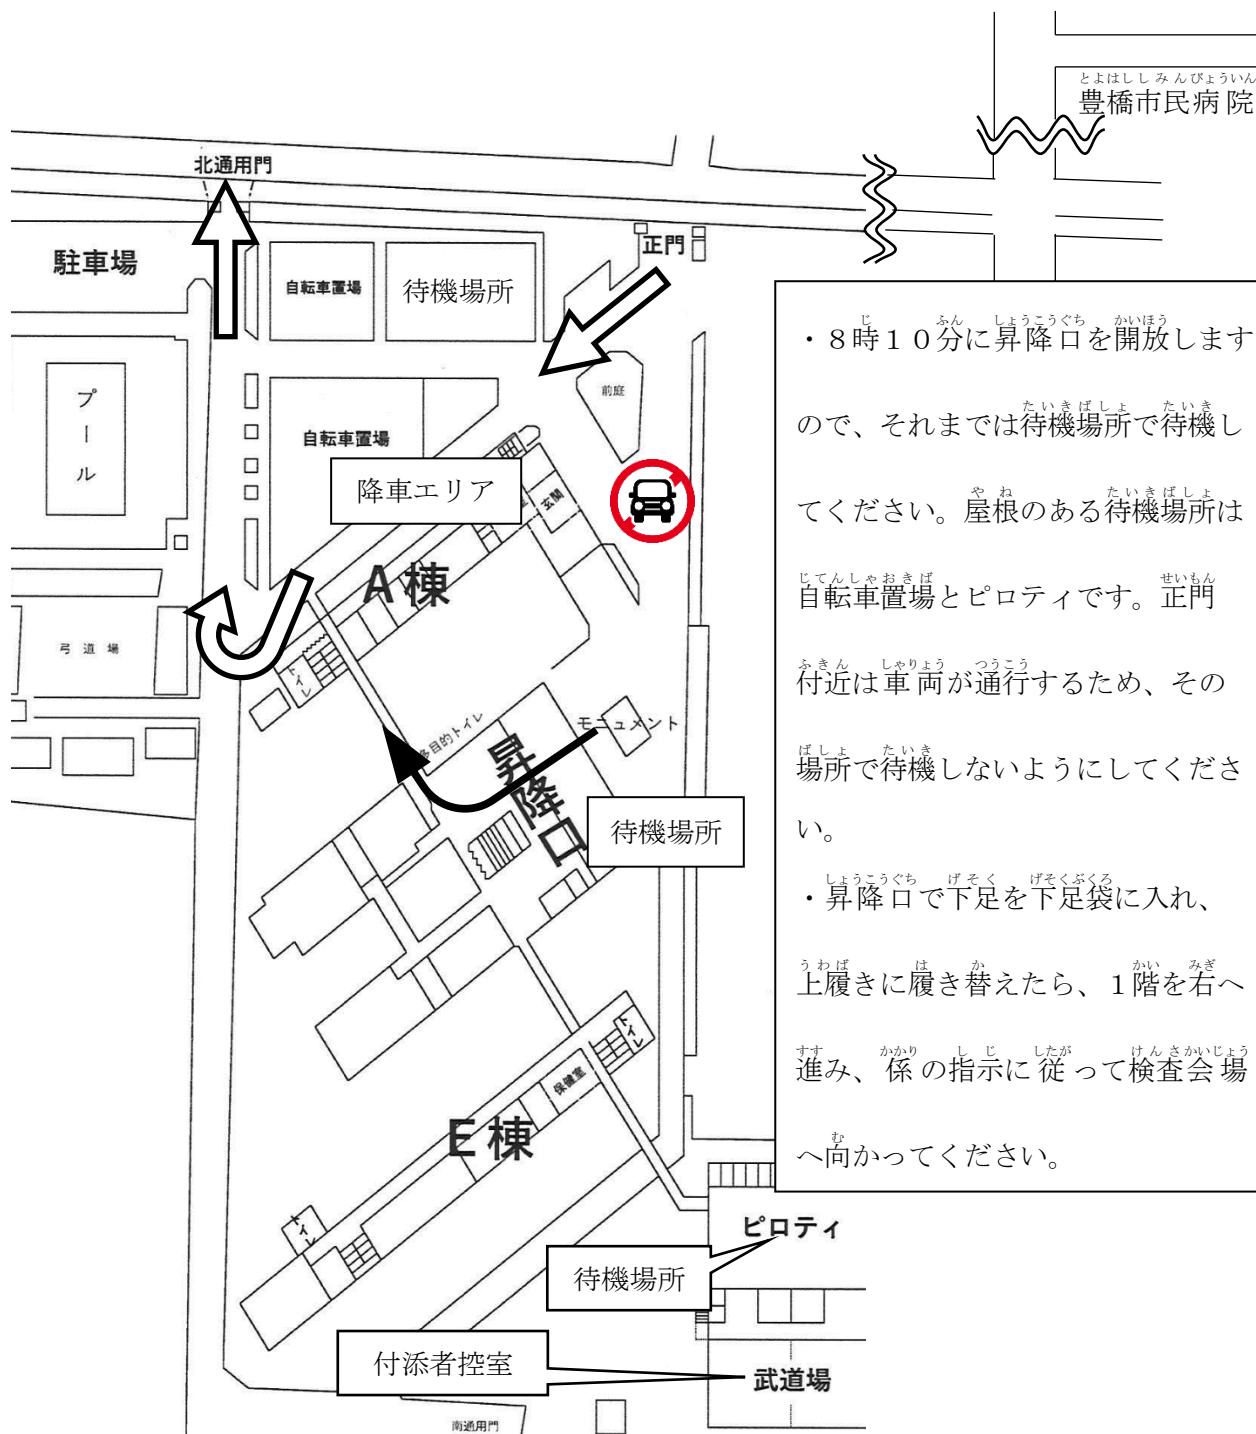 豊橋市民病院
北通用門
正門
駐車場
自転車置場
待機場所
プール
前庭
自転車置場
降車エリア
玄関
A棟
弓道場
トイレ
多目的トイレ
モニュメント
昇降口
待機場所
・8時10分に昇降口を開放します
ので、それまでは待機場所で待機し
てください。屋根のある待機場所は
自転車置場とピロティです。正門
付近は車両が通行するため、その
場所で待機しないようにしてくださ
い。
・昇降口で下足を下足袋に入れ、
上履きに履き替えたら、1階を右へ
進み、係の指示に従って検査会場
へ向かってください。
トイレ
保健室
E棟
トイレ
ピロティ
待機場所
付添者控室
武道場
南通用門